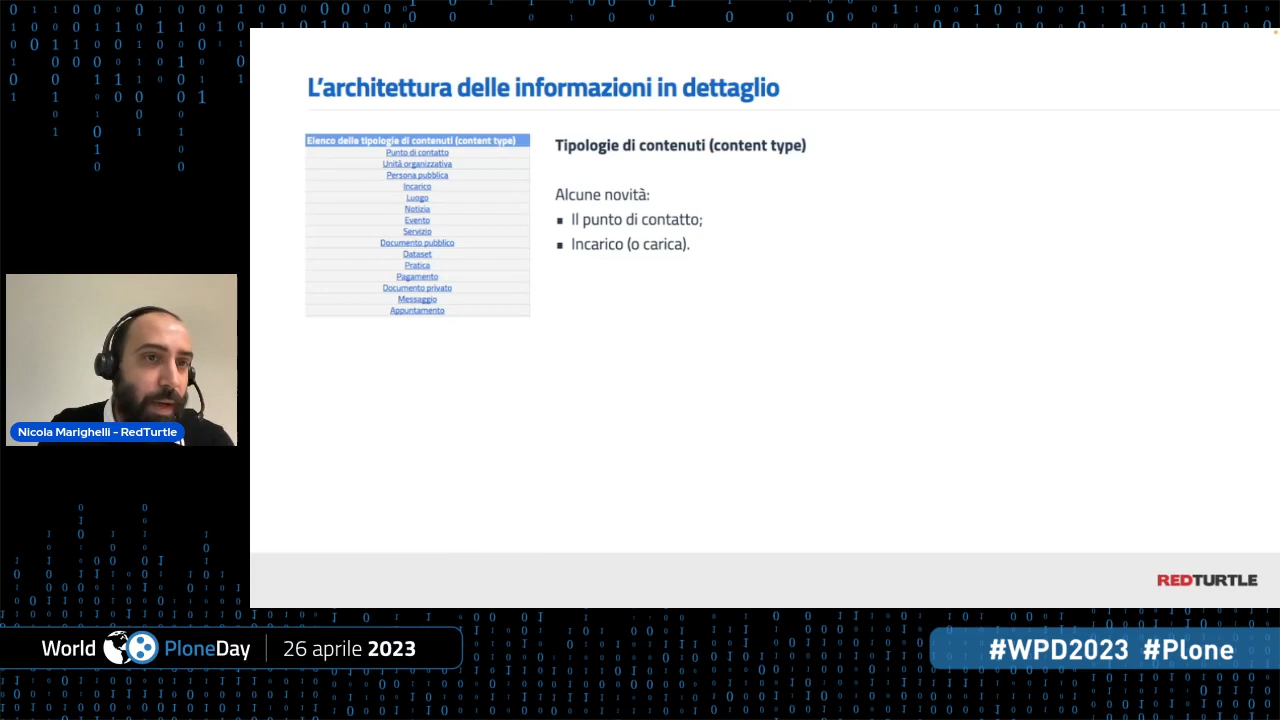 L'architettura delle informazioni in dettaglio
Elenco delle tipologie di contenuti (content type)
Punto di contatto
Unità organizzativa
Persona pubblica
Incarico
Luogo
Notizia
Evento
Servizio
Documento pubblico
Dataset
Pratica
Pagamento
Documento privato
Messaggio
Appuntamento
Tipologie di contenuti (content type)
Alcune novità:
▪ Il punto di contatto;
▪ Incarico (o carica).
Nicola Marighelli - RedTurtle
REDTURTLE
World PloneDay | 26 aprile 2023
#WPD2023 #Plone